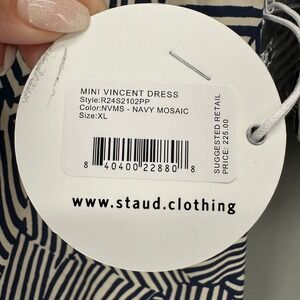 MINI VINCENT DRESS
Style:R24S2102PP
Color:NVMS - NAVY MOSAIC
Size:XL
8 40400 22880 8
SUGGESTED RETAIL
PRICE: 225.00
www.staud.clothing